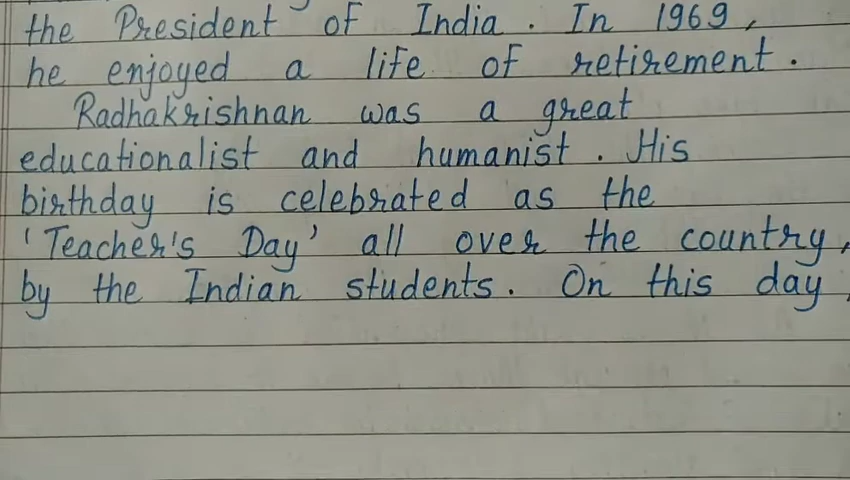 the President of India. In 1969,
he enjoyed a life of retirement.
Radhakrishnan was a great
educationalist and humanist. His
birthday is celebrated as the
'Teacher's Day' all over the country,
by the Indian students. On this day,